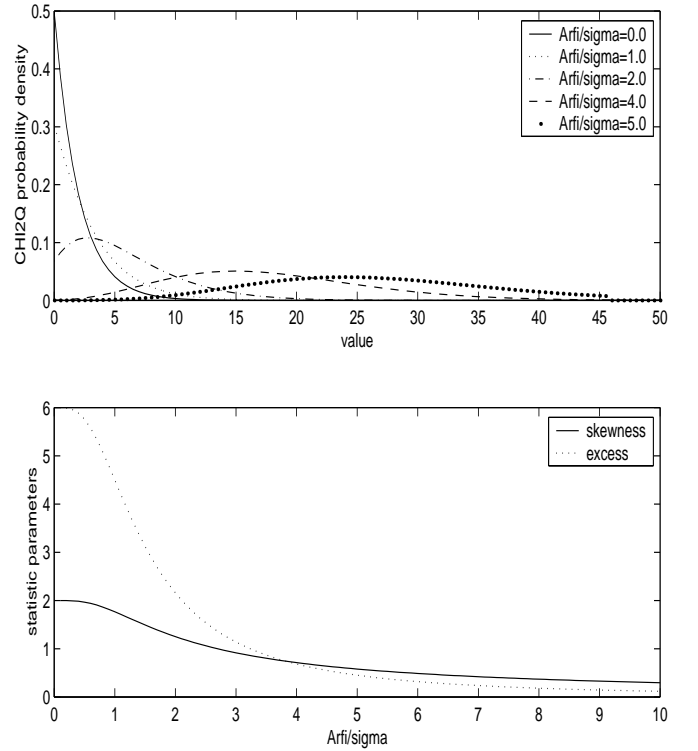 0.5
0.4
0.3
0.2
0.1
0
CHI2Q probability density
Arfi/sigma=0.0
Arfi/sigma=1.0
Arfi/sigma=2.0
Arfi/sigma=4.0
Arfi/sigma=5.0
0 5 10 15 20 25 30 35 40 45 50
value
6
5
4
3
2
1
0
statistic parameters
skewness
excess
0 1 2 3 4 5 6 7 8 9 10
Arfi/sigma